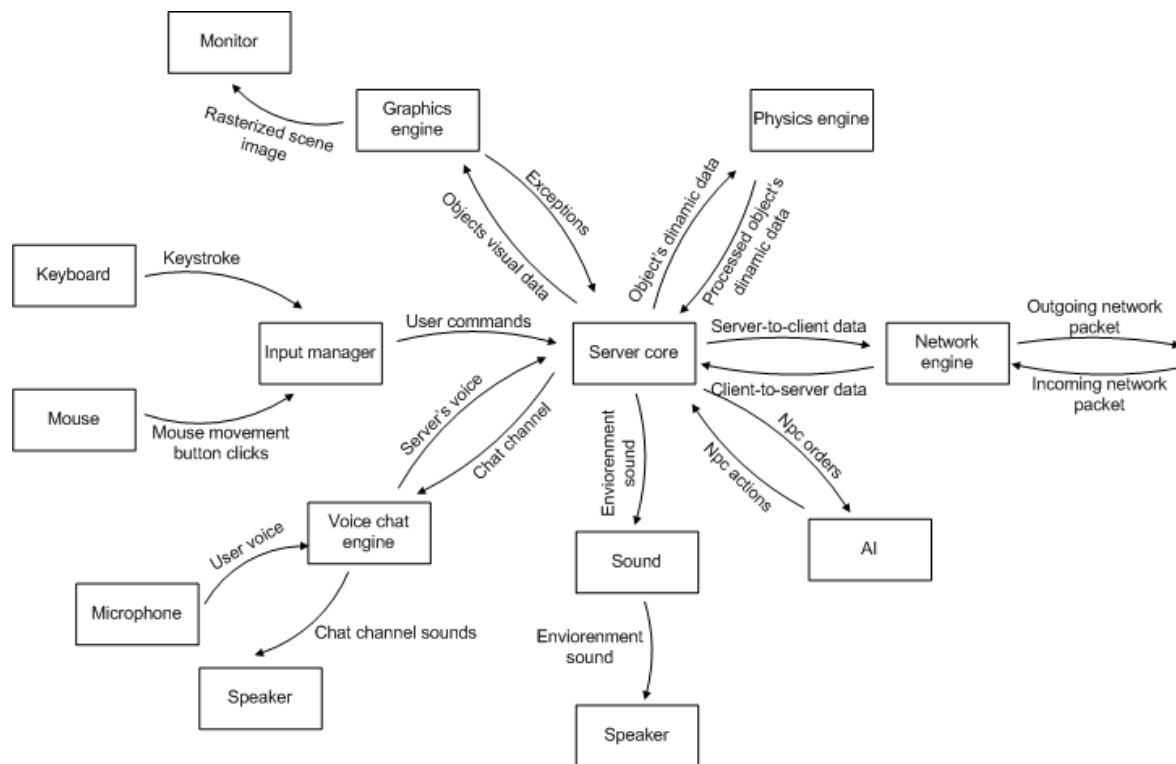 Monitor
Graphics
engine
Physics engine
Rasterized scene
image
Exceptions
Objects visual data
Object's dinamic data
Processed object's
dinamic data
Keyboard
Keystroke
Input manager
User commands
Server core
Server-to-client data
Network
engine
Outgoing network
packet
Client-to-server data
Incoming network
packet
Mouse
Mouse movement
button clicks
Server's voice
Chat channel
Enviorenment
sound
Npc orders
Npc actions
Voice chat
engine
User voice
Sound
AI
Microphone
Chat channel sounds
Enviorenment
sound
Speaker
Speaker